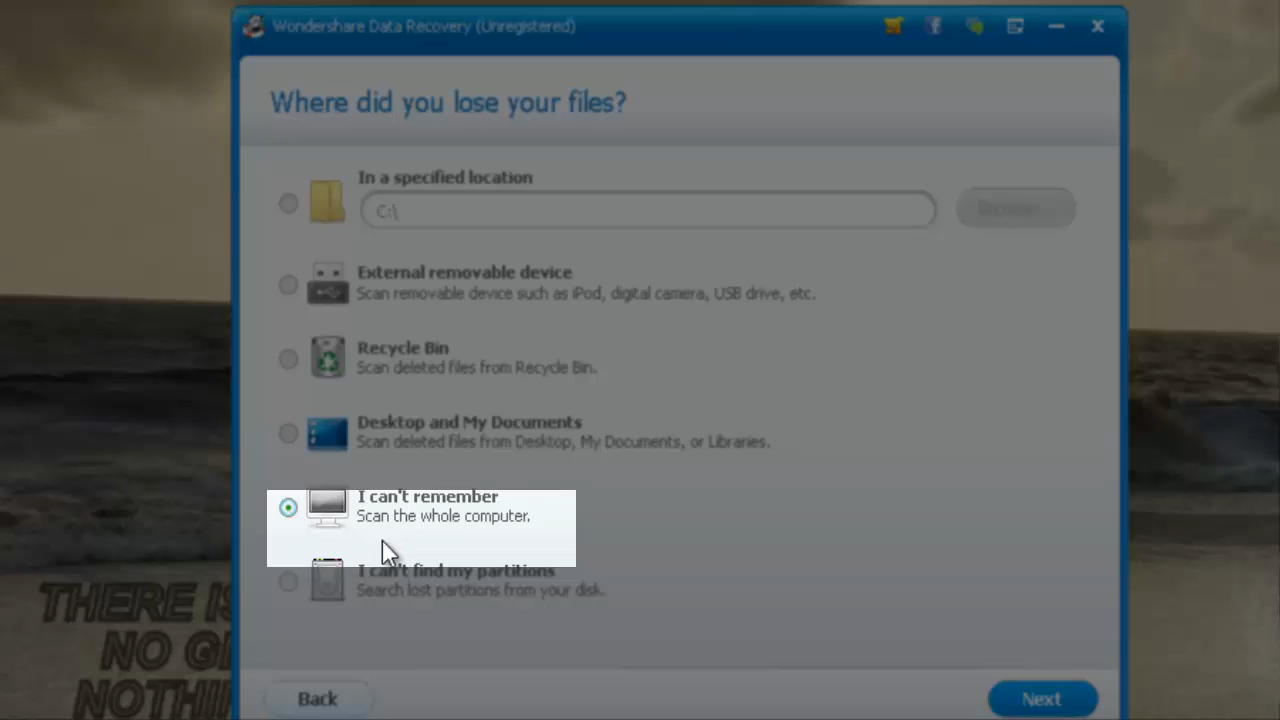 Wondershare Data Recovery (Unregistered)
Where did you lose your files?
In a specified location
C:\
Browse...
External removable device
Scan removable device such as iPod, digital camera, USB drive, etc.
Recycle Bin
Scan deleted files from Recycle Bin.
Desktop and My Documents
Scan deleted files from Desktop, My Documents, or Libraries.
I can't remember
Scan the whole computer.
I can't find my partitions
Search lost partitions from your disk.
THERE IS
NO
Back
Next